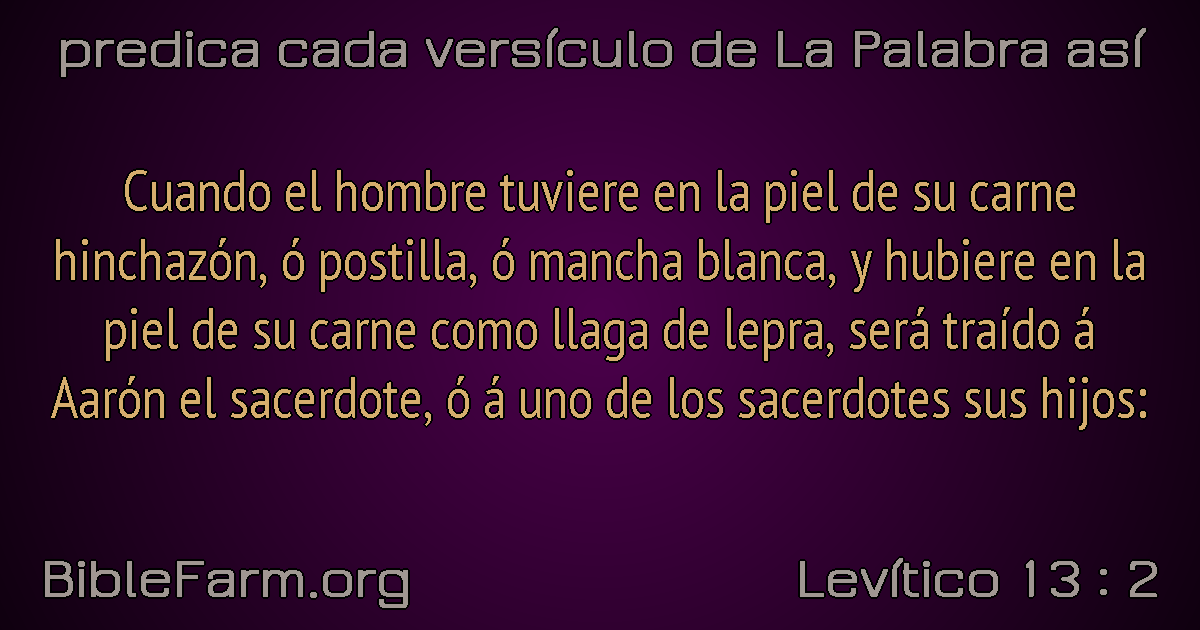 predica cada versículo de La Palabra así
Cuando el hombre tuviere en la piel de su carne
hinchazón, ó postilla, ó mancha blanca, y hubiere en la
piel de su carne como llaga de lepra, será traído á
Aarón el sacerdote, ó á uno de los sacerdotes sus hijos:
BibleFarm.org
Levítico 13 : 2